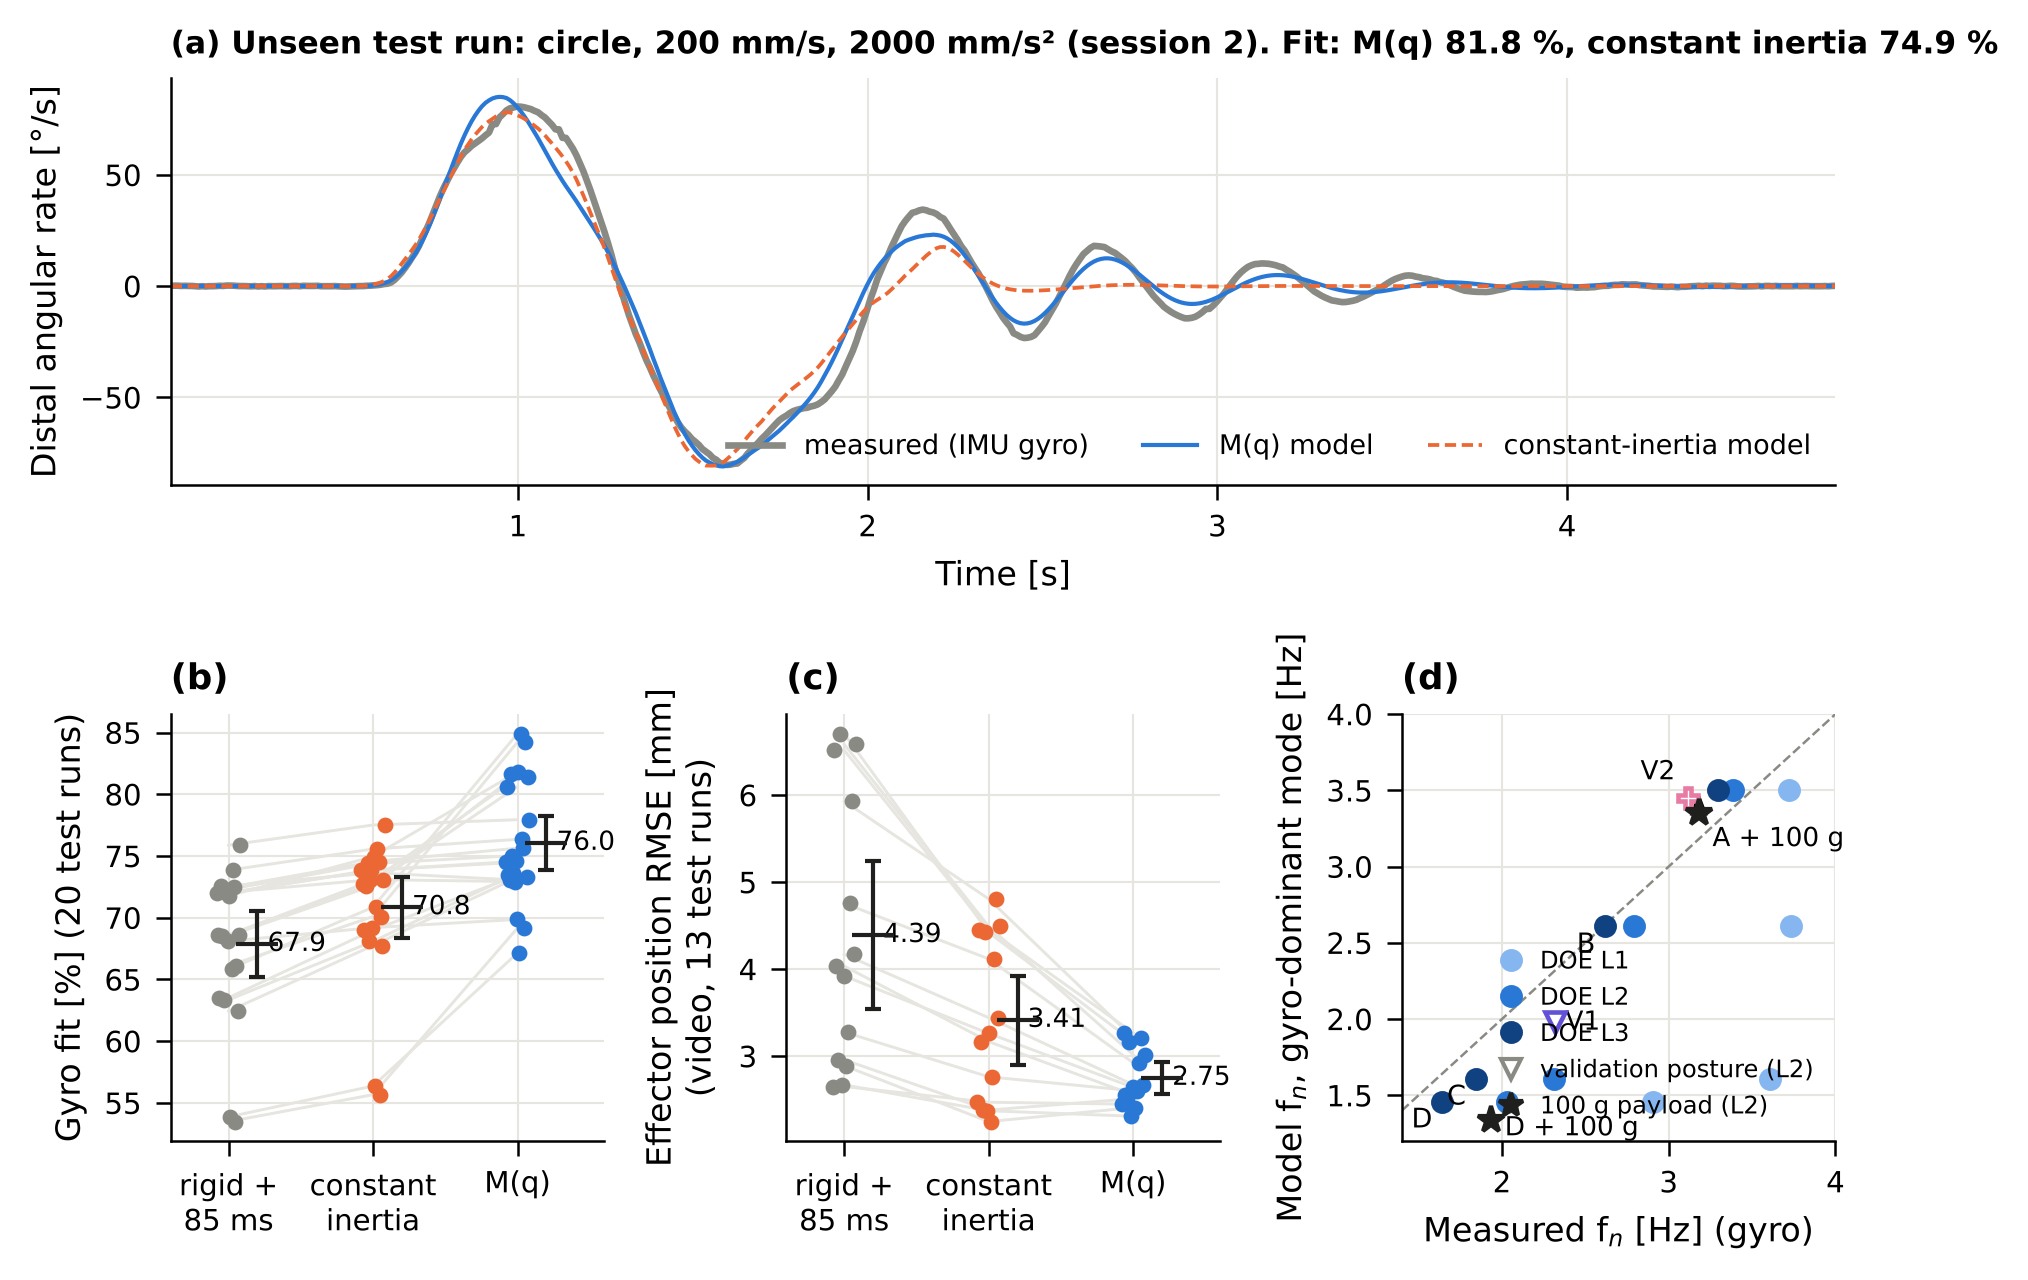 (a) Unseen test run: circle, 200 mm/s, 2000 mm/s² (session 2). Fit: M(q) 81.8 %, constant inertia 74.9 %
Distal angular rate [°/s]
50
0
−50
measured (IMU gyro)
M(q) model
constant-inertia model
1
2
3
4
Time [s]
(b)
Gyro fit [%] (20 test runs)
85
80
75
70
65
60
55
67.9
70.8
76.0
rigid +
85 ms
constant
inertia
M(q)
(c)
Effector position RMSE [mm]
(video, 13 test runs)
6
5
4
3
4.39
3.41
2.75
rigid +
85 ms
constant
inertia
M(q)
(d)
Model fn, gyro-dominant mode [Hz]
4.0
3.5
3.0
2.5
2.0
1.5
V2
A + 100 g
B
DOE L1
DOE L2
V1
DOE L3
validation posture (L2)
C
100 g payload (L2)
D
D + 100 g
2
3
4
Measured fn [Hz] (gyro)